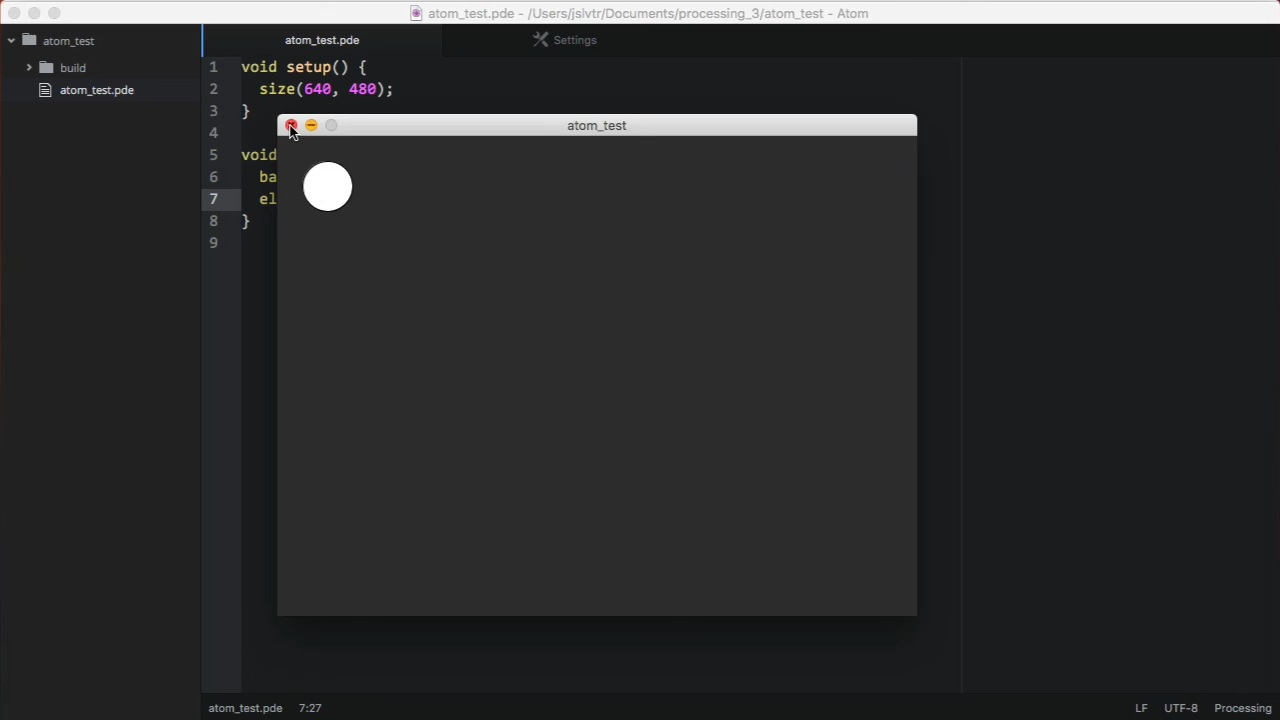 atom_test.pde - /Users/jsivtr/Documents/processing_3/atom_test - Atom
atom_test
build
atom_test.pde
atom_test.pde
Settings
1 void setup() {
2 size(640, 480);
3 }
4
5 void
6 ba
7 el
8 }
9
atom_test
atom_test.pde 7:27
LF UTF-8 Processing